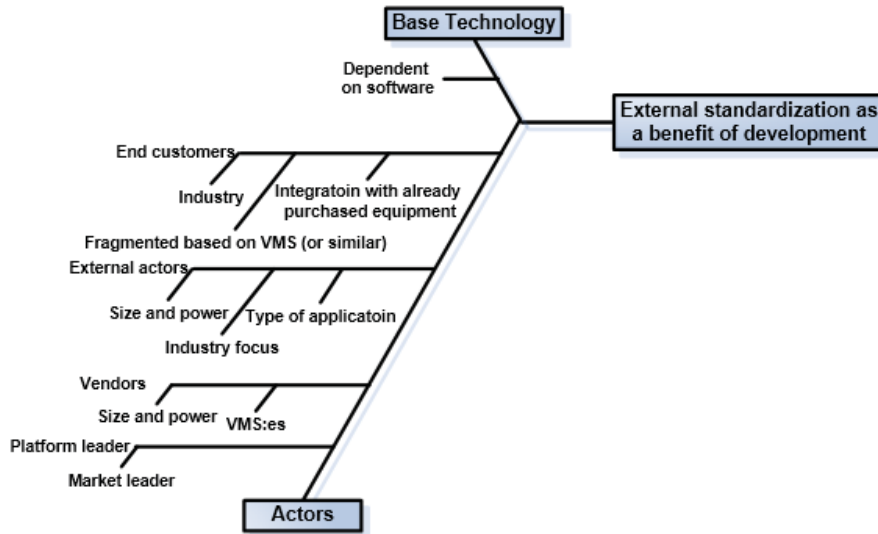 Base Technology
Dependent
on software
External standardization as
a benefit of development
End customers
Industry
Integratoin with already
purchased equipment
Fragmented based on VMS (or similar)
External actors
Size and power
Type of applicatoin
Industry focus
Vendors
Size and power
VMS:es
Platform leader
Market leader
Actors